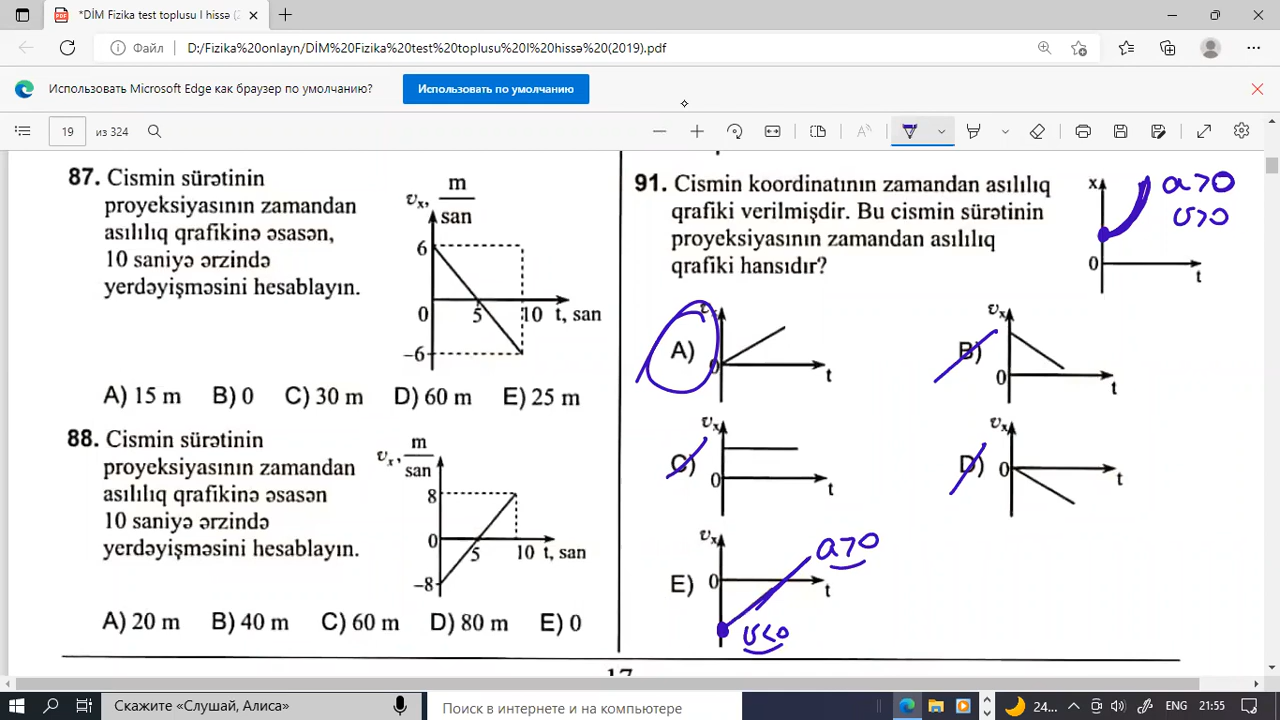 *DİM Fizika test toplusu I hissə (2
Файл
D:/Fizika%20onlayn/DİM%20Fizika%20test%20toplusu%20I%20hissə%20(2019).pdf
Использовать Microsoft Edge как браузер по умолчанию?
Использовать по умолчанию
19 из 324
87. Cismin sürətinin
proyeksiyasının zamandan
asılılıq qrafikinə əsasən,
10 saniyə ərzində
yerdəyişməsini hesablayın.
υx, m/san
6
0
5
10 t, san
−6
A) 15 m B) 0 C) 30 m D) 60 m E) 25 m
88. Cismin sürətinin
proyeksiyasının zamandan
asılılıq qrafikinə əsasən
10 saniyə ərzində
yerdəyişməsini hesablayın.
υx, m/san
8
0
5
10 t, san
−8
A) 20 m B) 40 m C) 60 m D) 80 m E) 0
91. Cismin koordinatının zamandan asılılıq
qrafiki verilmişdir. Bu cismin sürətinin
proyeksiyasının zamandan asılılıq
qrafiki hansıdır?
x
a>0
υ>0
0
t
A) υx 0 t
B) υx 0 t
C) υx 0 t
D) υx 0 t
E) υx 0 t
a>0
υ<0
17
Скажите «Слушай, Алиса»
Поиск в интернете и на компьютере
24...
ENG
21:55